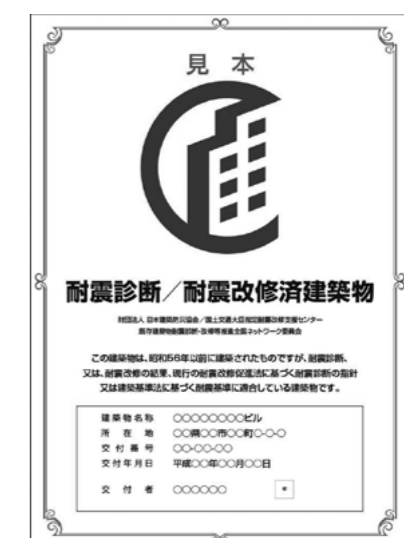 見 本
耐震診断／耐震改修済建築物
財団法人 日本建築防災協会／国土交通大臣指定耐震改修支援センター
既存建築物耐震診断・改修等推進全国ネットワーク委員会
この建築物は、昭和56年以前に建築されたものですが、耐震診断、
又は、耐震改修の結果、現行の耐震改修促進法に基づく耐震診断の指針
又は建築基準法に基づく耐震基準に適合している建築物です。
建築物名称 ○○○○○○○○○ビル
所 在 地 ○○県○○市○○町○-○-○
交付番号 ○○-○○-○○
交付年月日 平成○○年○○月○○日
交 付 者 ○○○○○○